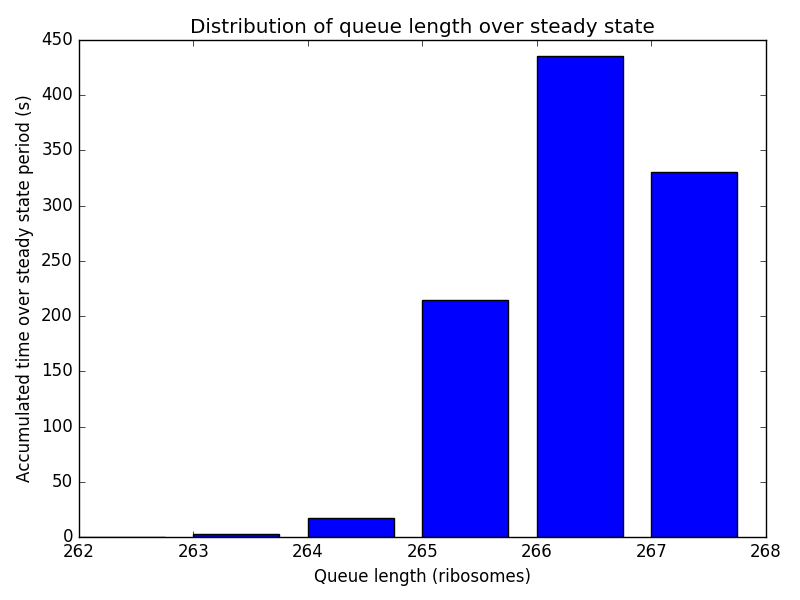 Distribution of queue length over steady state
Accumulated time over steady state period (s)
450
400
350
300
250
200
150
100
50
0
262 263 264 265 266 267 268
Queue length (ribosomes)